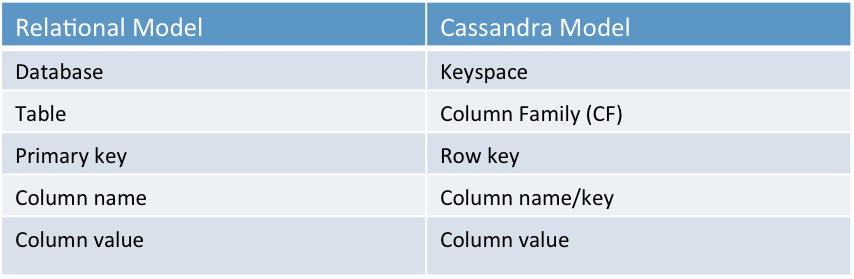 Relational Model Cassandra Model
Database Keyspace
Table Column Family (CF)
Primary key Row key
Column name Column name/key
Column value Column value